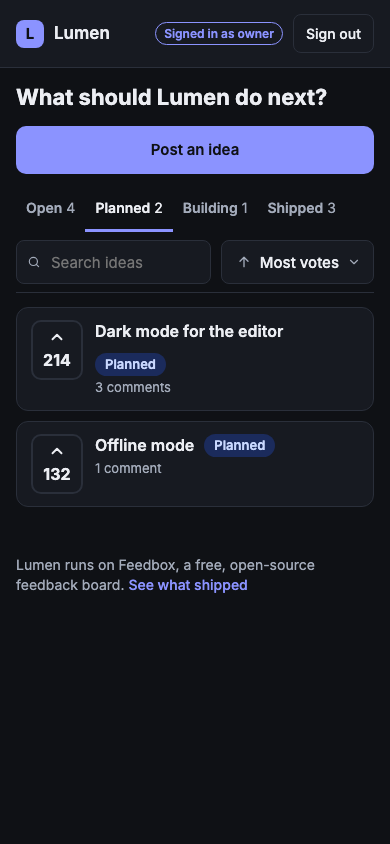 L Lumen Signed in as owner Sign out
What should Lumen do next?
Post an idea
Open 4 Planned 2 Building 1 Shipped 3
Search ideas Most votes
214 Dark mode for the editor
Planned
3 comments
132 Offline mode Planned
1 comment
Lumen runs on Feedbox, a free, open-source
feedback board. See what shipped